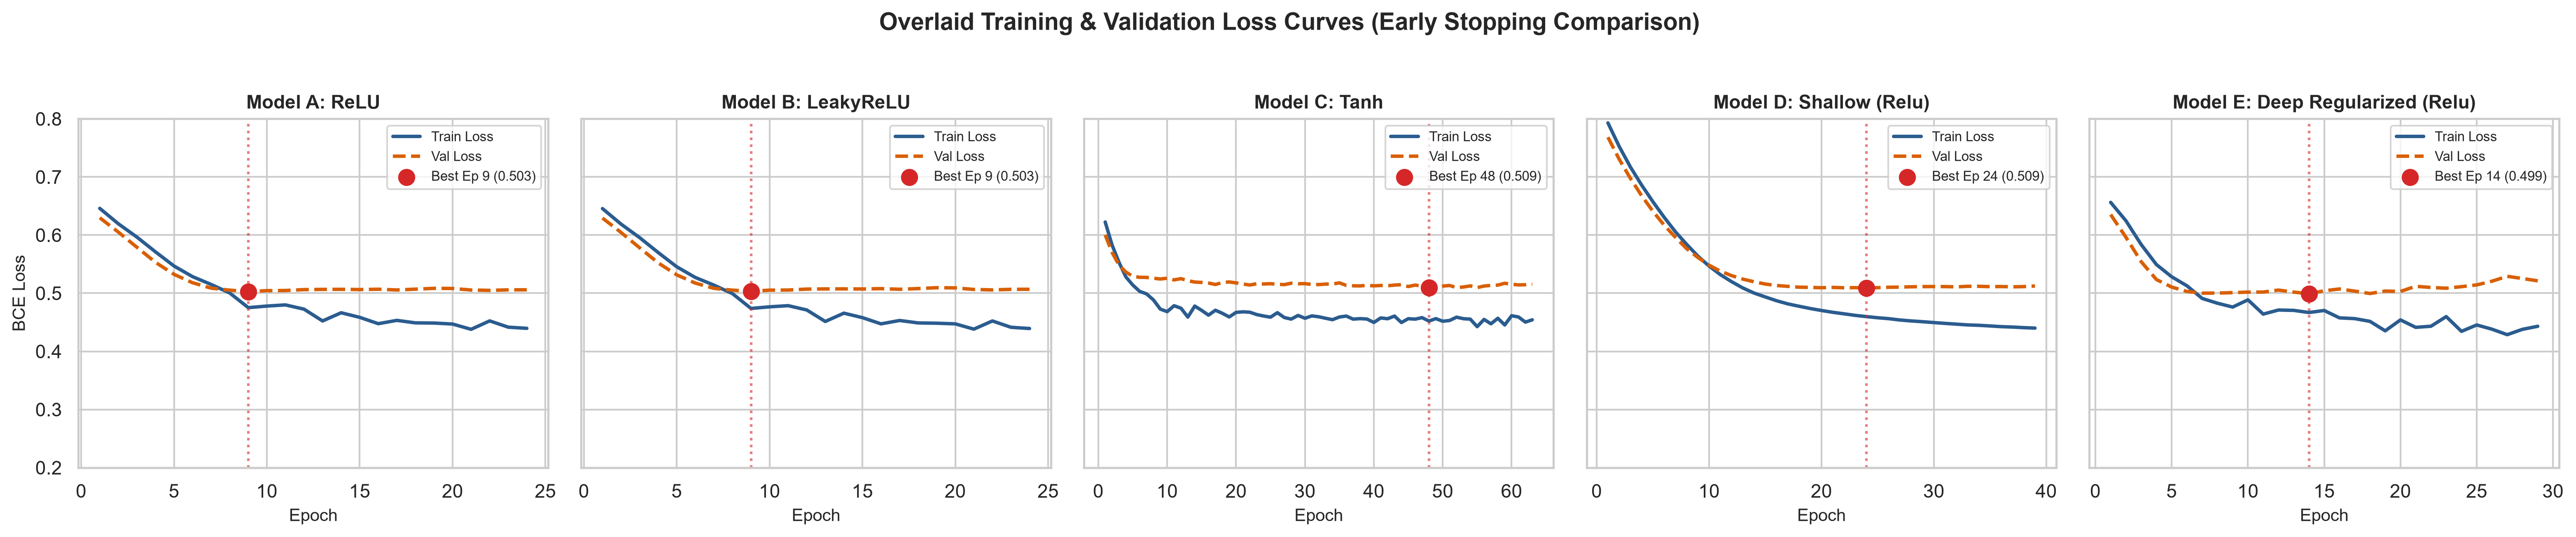 Overlaid Training & Validation Loss Curves (Early Stopping Comparison)
Model A: ReLU
Train Loss
Val Loss
Best Ep 9 (0.503)
0.8
0.7
0.6
0.5
0.4
0.3
0.2
BCE Loss
0 5 10 15 20 25
Epoch
Model B: LeakyReLU
Train Loss
Val Loss
Best Ep 9 (0.503)
0 5 10 15 20 25
Epoch
Model C: Tanh
Train Loss
Val Loss
Best Ep 48 (0.509)
0 10 20 30 40 50 60
Epoch
Model D: Shallow (Relu)
Train Loss
Val Loss
Best Ep 24 (0.509)
0 10 20 30 40
Epoch
Model E: Deep Regularized (Relu)
Train Loss
Val Loss
Best Ep 14 (0.499)
0 5 10 15 20 25 30
Epoch